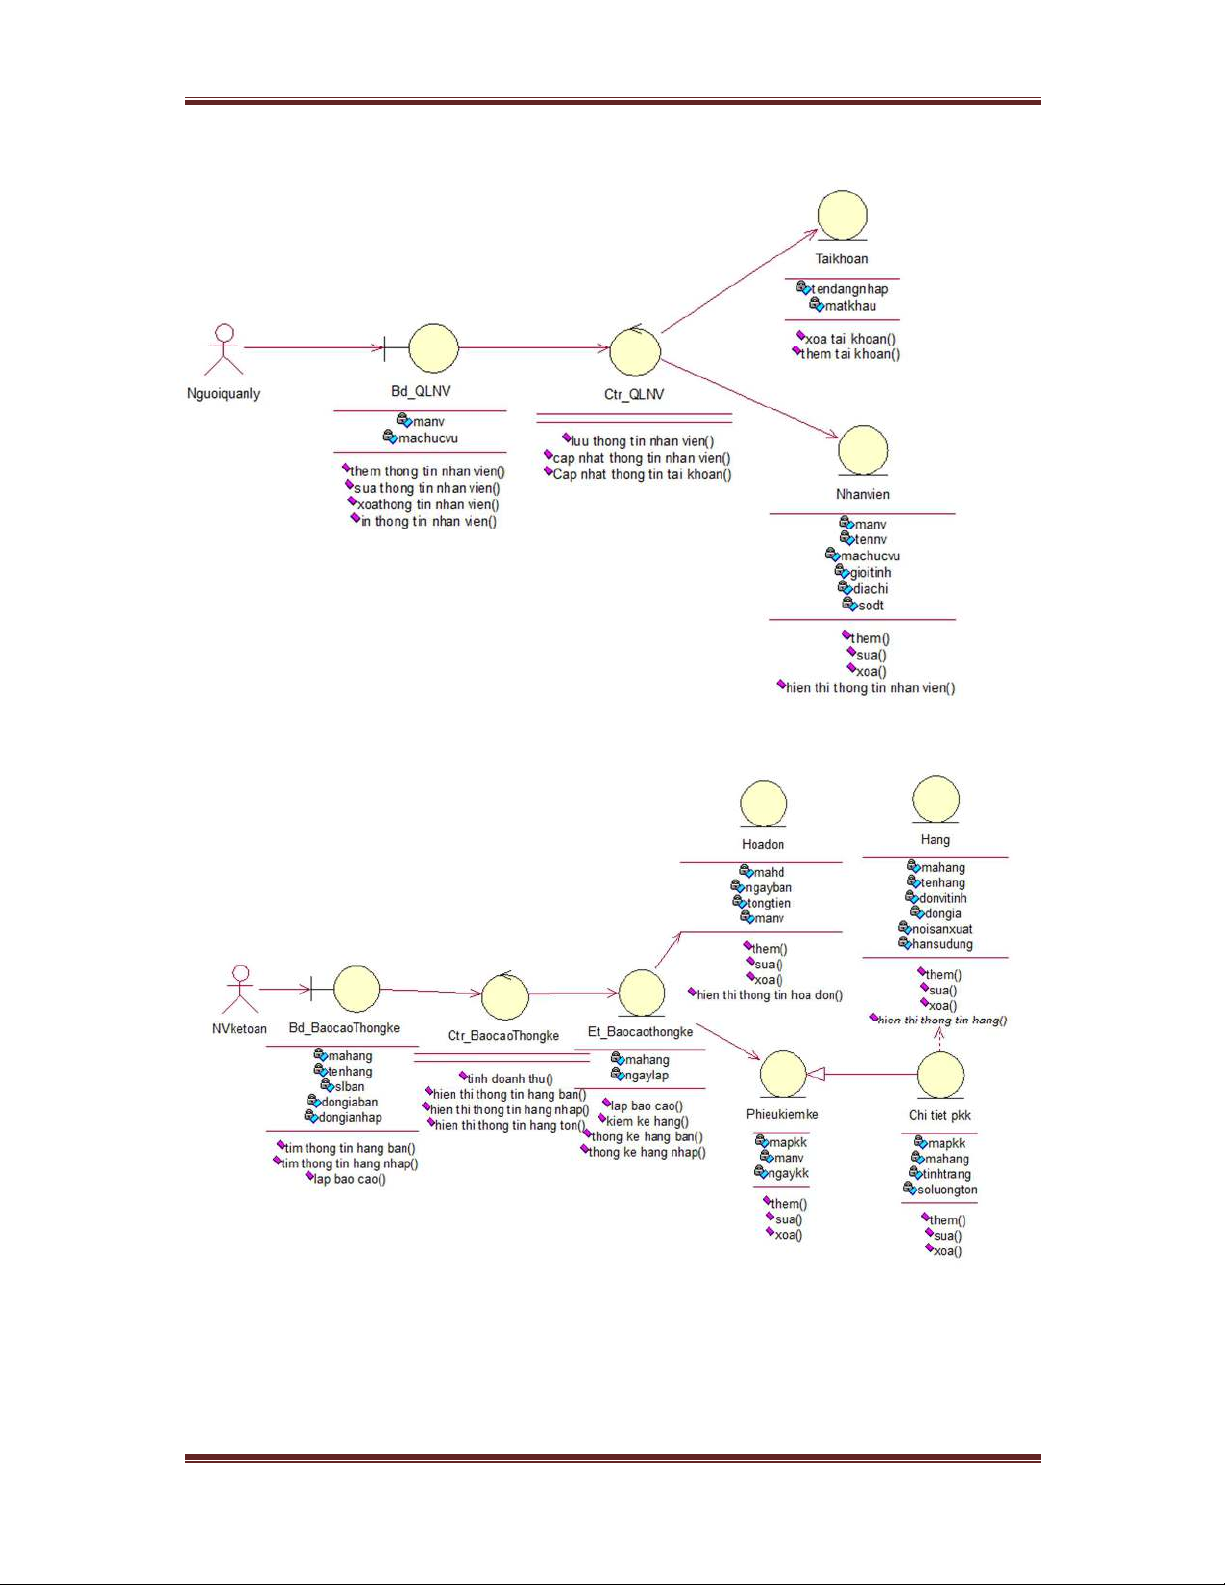 Taikhoan
tendangnhap
matkhau
xoa tai khoan()
them tai khoan()
Nguoiquanly
Bd_QLNV
manv
machucvu
them thong tin nhan vien()
sua thong tin nhan vien()
xoathong tin nhan vien()
in thong tin nhan vien()
Ctr_QLNV
luu thong tin nhan vien()
cap nhat thong tin nhan vien()
Cap nhat thong tin tai khoan()
Nhanvien
manv
tennv
machucvu
gioitinh
diachi
sodt
them()
sua()
xoa()
hien thi thong tin nhan vien()
Hoadon
mahd
ngayban
tongtien
manv
them()
sua()
xoa()
hien thi thong tin hoa don()
Hang
mahang
tenhang
donvitinh
dongia
noisanxuat
hansudung
them()
sua()
xoa()
hien thi thong tin hang()
NVketoan
Bd_BaocaoThongke
mahang
tenhang
slban
dongiaban
dongianhap
tim thong tin hang ban()
tim thong tin hang nhap()
lap bao cao()
Ctr_BaocaoThongke
tinh doanh thu()
hien thi thong tin hang ban()
hien thi thong tin hang nhap()
hien thi thong tin hang ton()
Et_Baocaothongke
mahang
ngaylap
lap bao cao()
kiem ke hang()
thong ke hang ban()
thong ke hang nhap()
Phieukiemke
mapkk
manv
ngaykk
them()
sua()
xoa()
Chi tiet pkk
mapkk
mahang
tinhtrang
soluongton
them()
sua()
xoa()